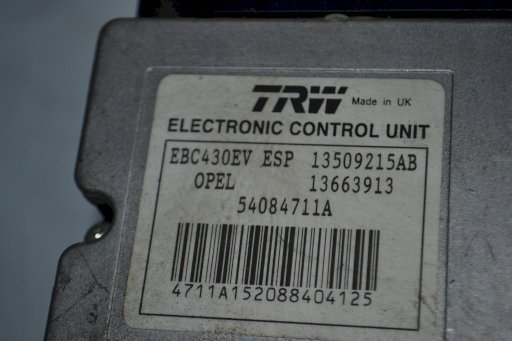 TRW Made in UK
ELECTRONIC CONTROL UNIT
EBC430EV ESP 13509215AB
OPEL 13663913
54084711A
4711A152088404125